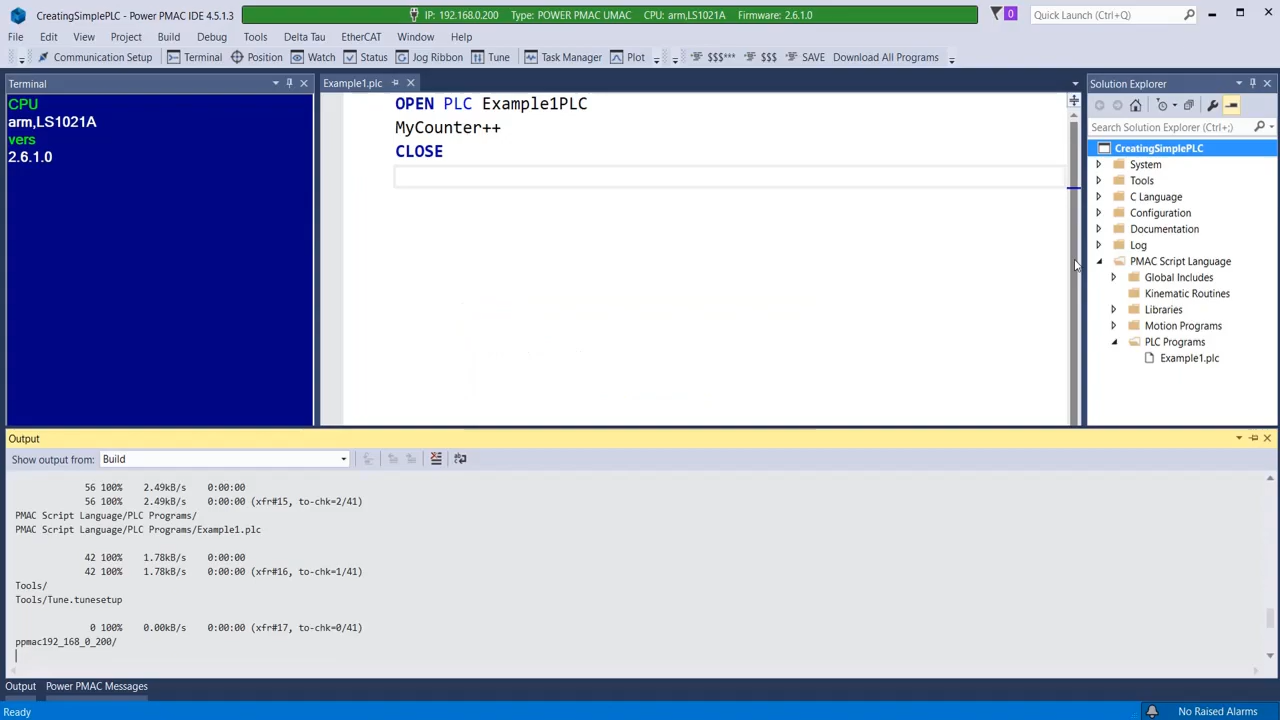 CreatingSimplePLC - Power PMAC IDE 4.5.1.3
IP: 192.168.0.200 Type: POWER PMAC UMAC CPU: arm,LS1021A Firmware: 2.6.1.0
0
Quick Launch (Ctrl+Q)
File Edit View Project Build Debug Tools Delta Tau EtherCAT Window Help
Communication Setup Terminal Position Watch Status Jog Ribbon Tune Task Manager Plot $$$*** $$$ SAVE Download All Programs
Terminal
CPU
arm,LS1021A
vers
2.6.1.0
Example1.plc
OPEN PLC Example1PLC
MyCounter++
CLOSE
Solution Explorer
Search Solution Explorer (Ctrl+;)
CreatingSimplePLC
System
Tools
C Language
Configuration
Documentation
Log
PMAC Script Language
Global Includes
Kinematic Routines
Libraries
Motion Programs
PLC Programs
Example1.plc
Output
Show output from: Build
56 100% 2.49kB/s 0:00:00
56 100% 2.49kB/s 0:00:00 (xfr#15, to-chk=2/41)
PMAC Script Language/PLC Programs/
PMAC Script Language/PLC Programs/Example1.plc
42 100% 1.78kB/s 0:00:00
42 100% 1.78kB/s 0:00:00 (xfr#16, to-chk=1/41)
Tools/
Tools/Tune.tunesetup
0 100% 0.00kB/s 0:00:00 (xfr#17, to-chk=0/41)
ppmac192_168_0_200/
Output Power PMAC Messages
Ready
No Raised Alarms